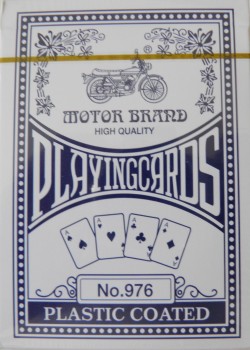 MOTOR BRAND
HIGH QUALITY
PLAYINGCARDS
A A A A
No.976
PLASTIC COATED